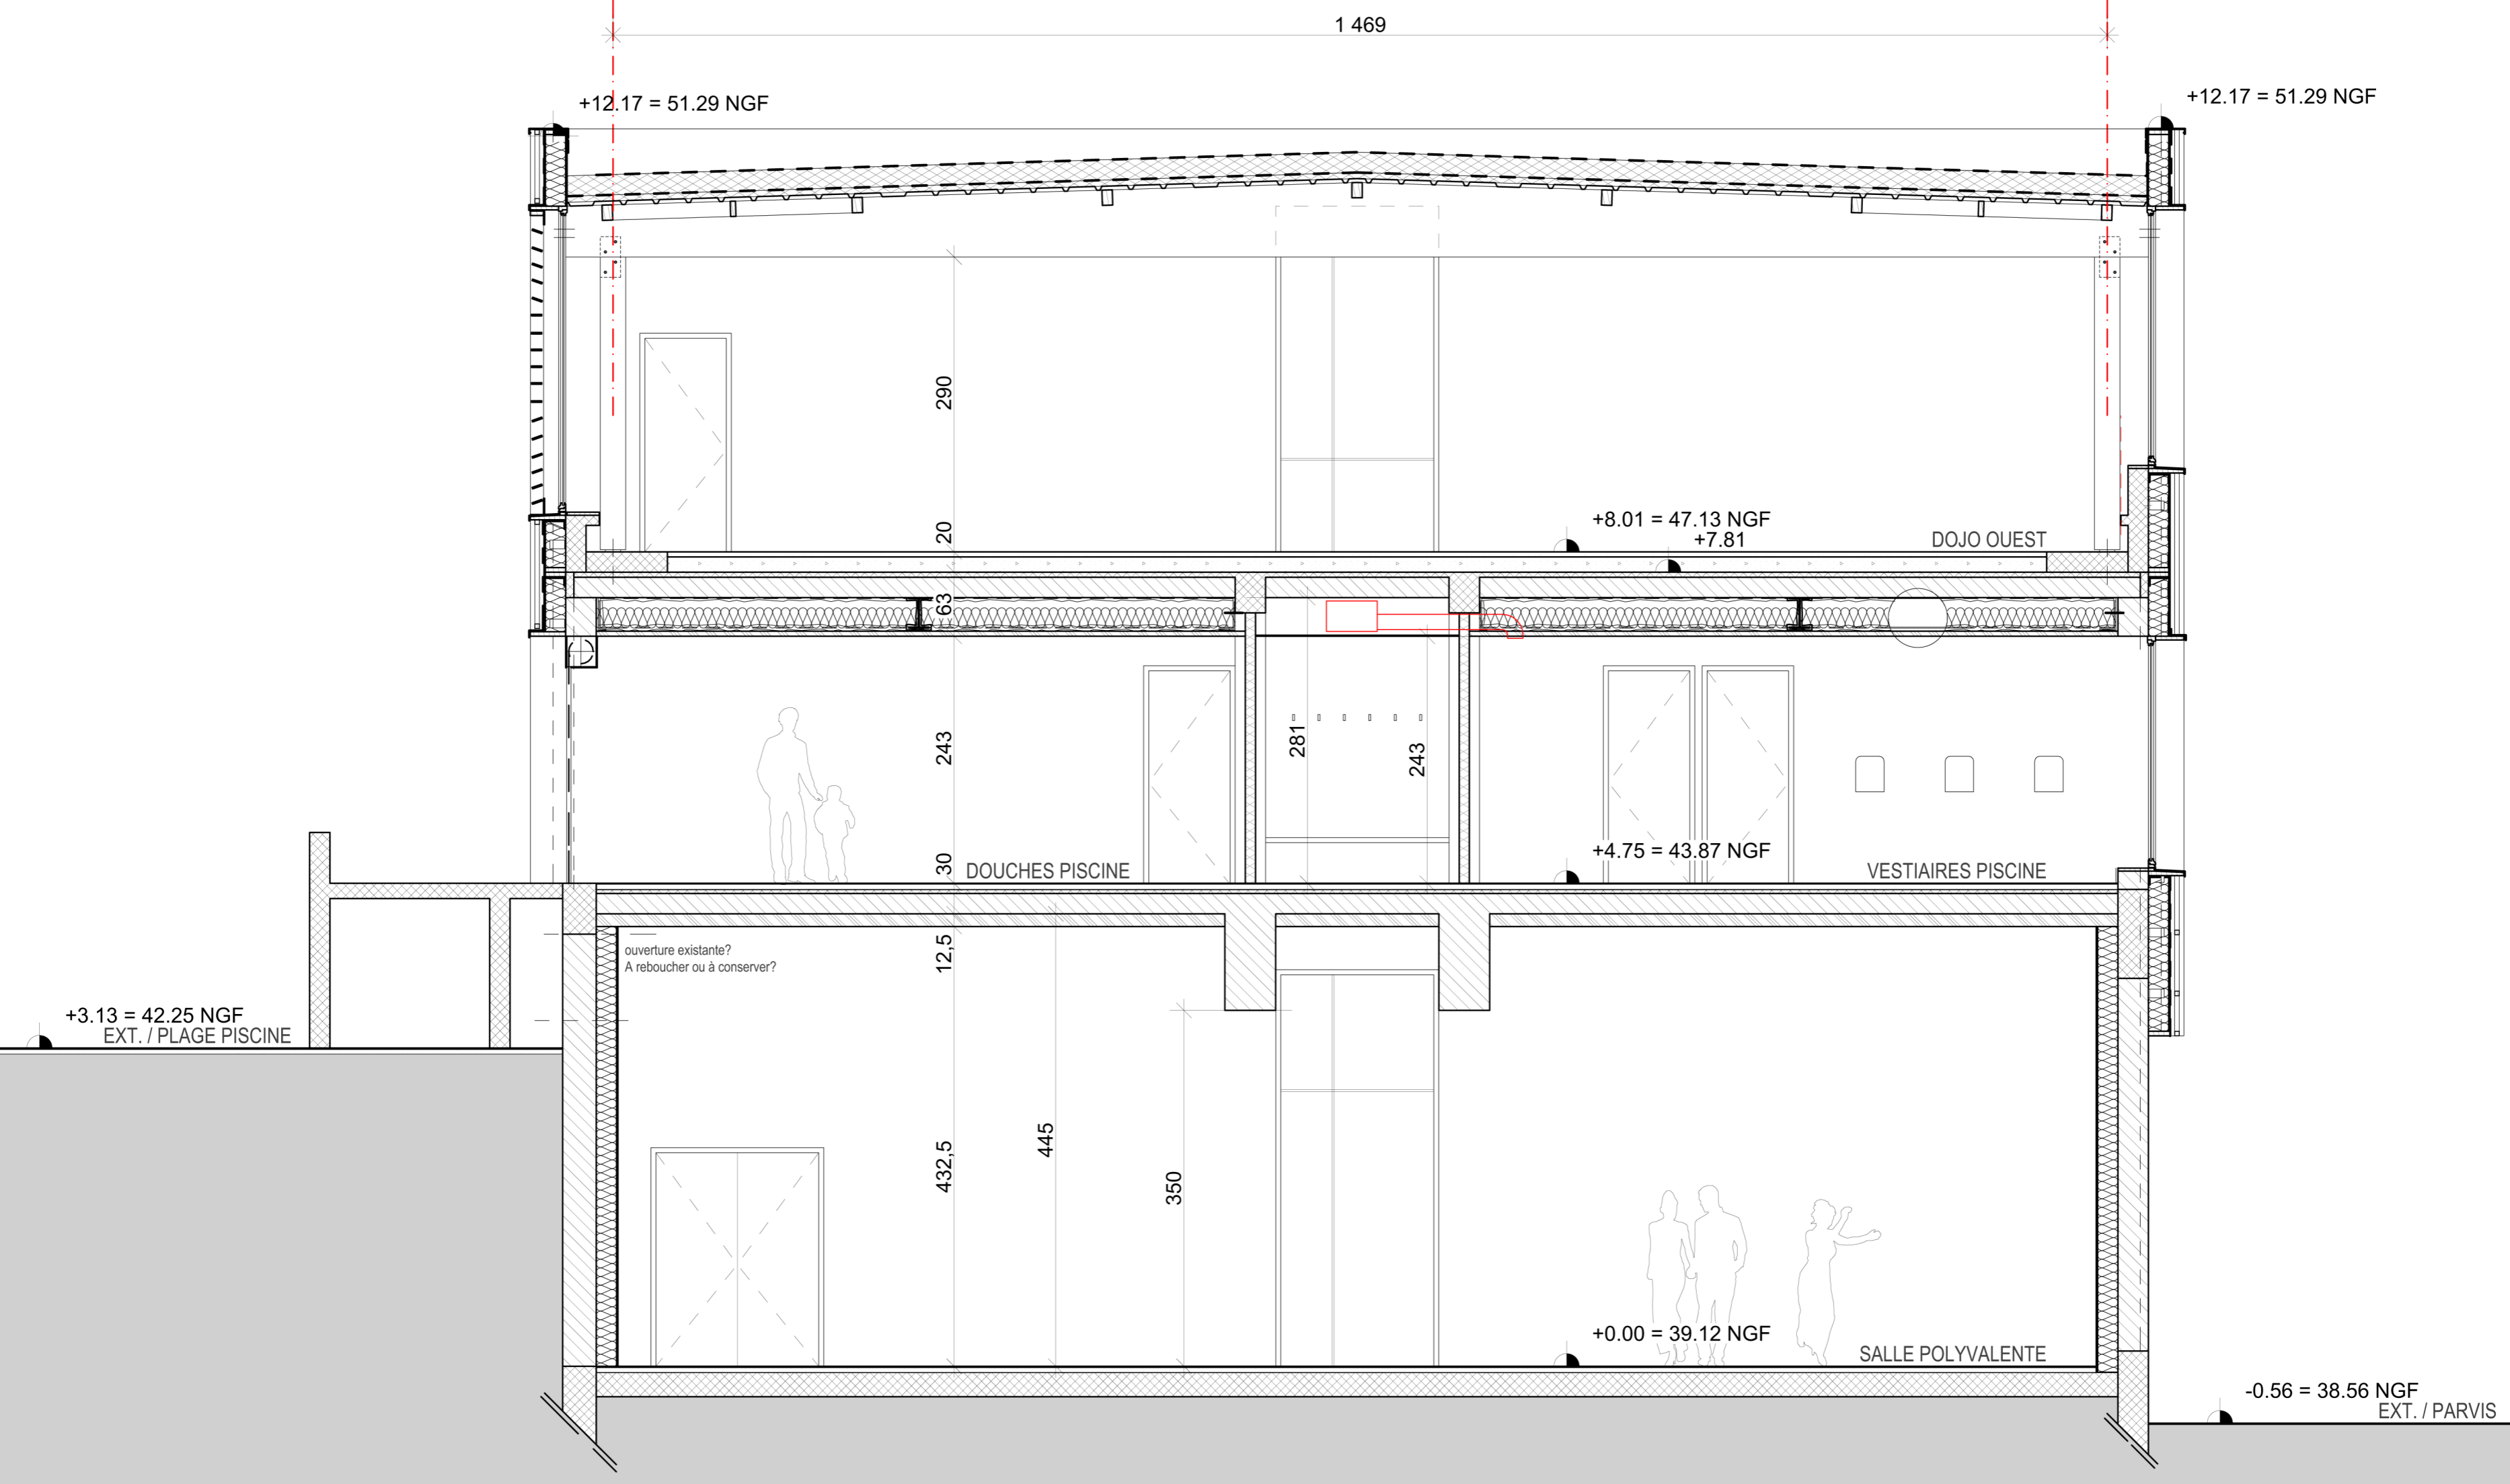 1 469
+12.17 = 51.29 NGF
+12.17 = 51.29 NGF
290
20
+8.01 = 47.13 NGF
+7.81
DOJO OUEST
63
243
281
243
30
DOUCHES PISCINE
+4.75 = 43.87 NGF
VESTIAIRES PISCINE
ouverture existante?
A reboucher ou à conserver?
12,5
+3.13 = 42.25 NGF
EXT. / PLAGE PISCINE
432,5
445
350
+0.00 = 39.12 NGF
SALLE POLYVALENTE
-0.56 = 38.56 NGF
EXT. / PARVIS